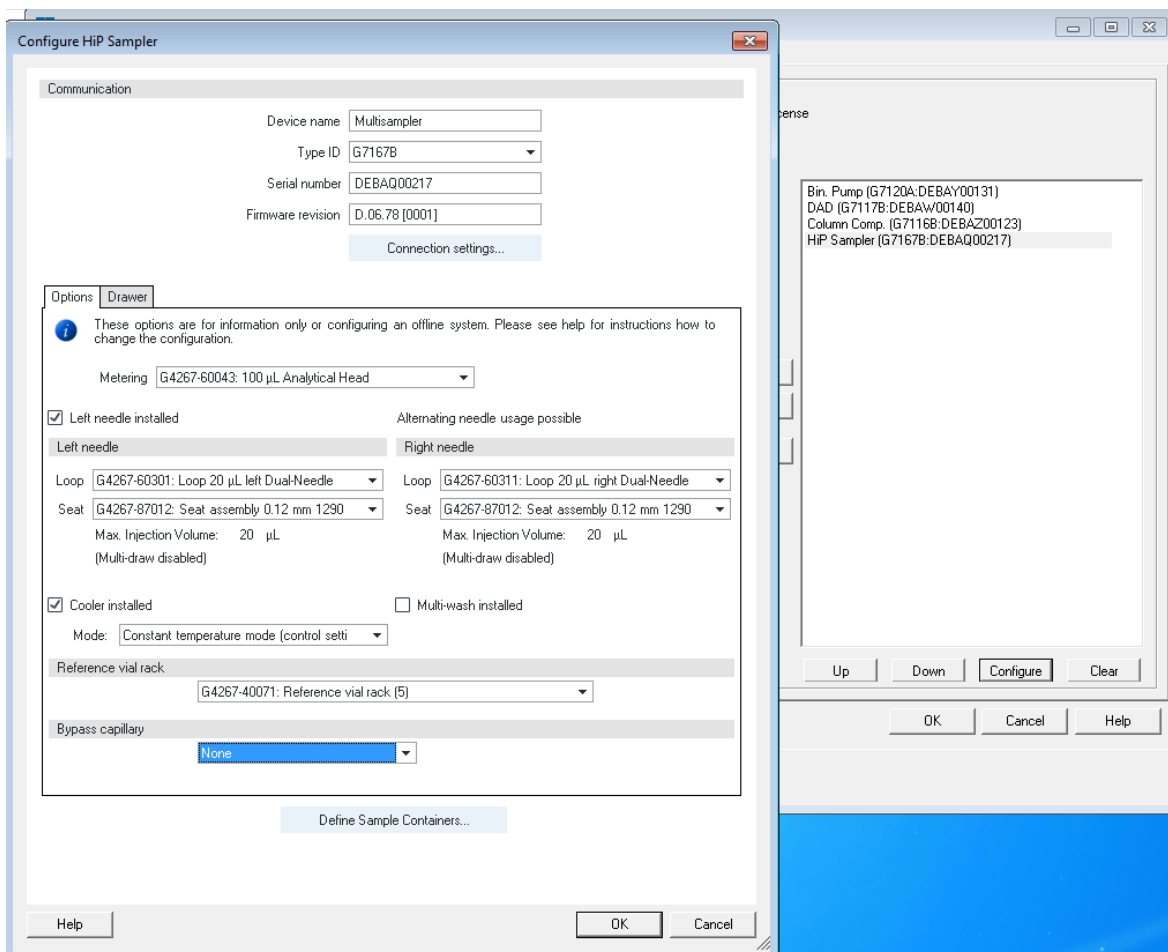 Configure HiP Sampler
Communication
Device name Multisampler
Type ID G7167B
Serial number DEBAQ00217
Firmware revision D.06.78 [0001]
Connection settings...
Options Drawer
These options are for information only or configuring an offline system. Please see help for instructions how to
change the configuration.
Metering G4267-60043: 100 µL Analytical Head
Left needle installed Alternating needle usage possible
Left needle Right needle
Loop G4267-60301: Loop 20 µL left Dual-Needle Loop G4267-60311: Loop 20 µL right Dual-Needle
Seat G4267-87012: Seat assembly 0.12 mm 1290 Seat G4267-87012: Seat assembly 0.12 mm 1290
Max. Injection Volume: 20 µL Max. Injection Volume: 20 µL
(Multi-draw disabled) (Multi-draw disabled)
Cooler installed Multi-wash installed
Mode: Constant temperature mode (control setti
Reference vial rack
G4267-40071: Reference vial rack (5)
Bypass capillary
None
Define Sample Containers...
Help OK Cancel
cense
Bin. Pump (G7120A:DEBAY00131)
DAD (G7117B:DEBAW00140)
Column Comp. (G7116B:DEBAZ00123)
HiP Sampler (G7167B:DEBAQ00217)
Up Down Configure Clear
OK Cancel Help